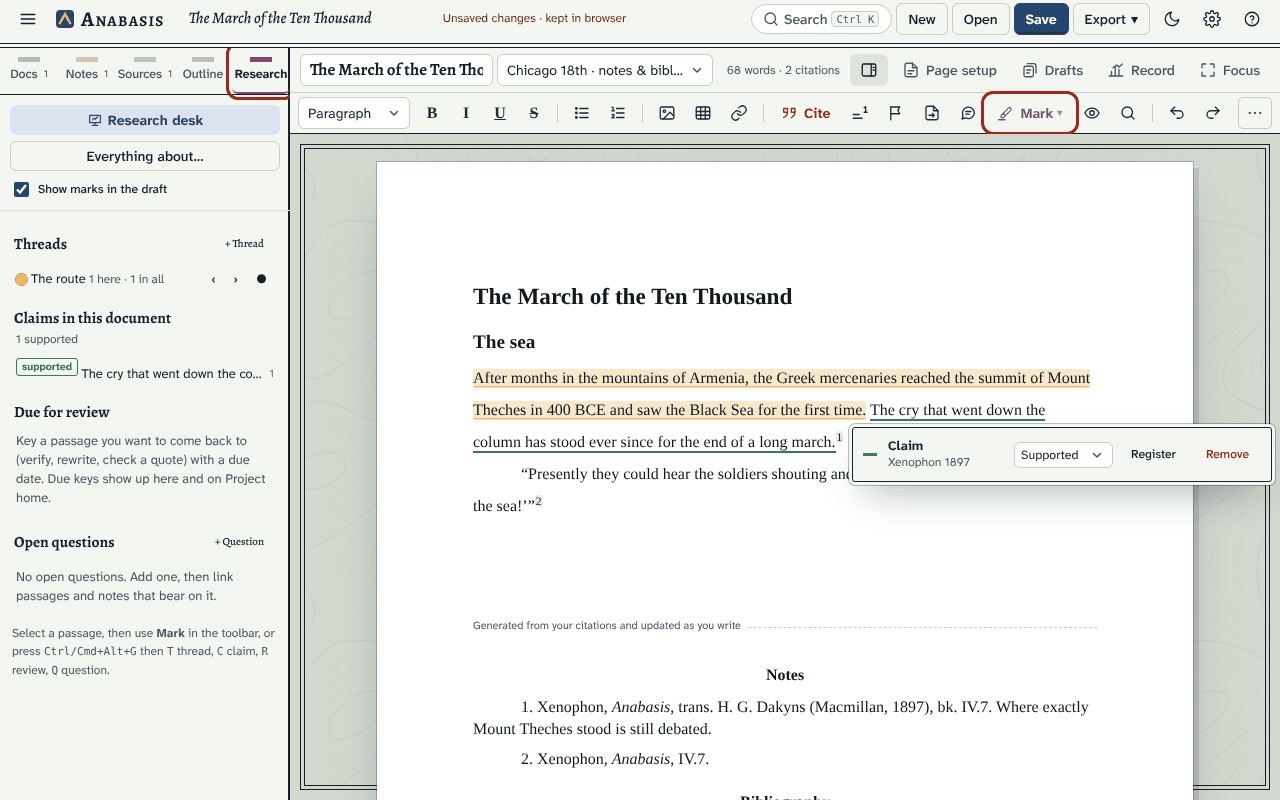 Anabasis
The March of the Ten Thousand
Unsaved changes · kept in browser
Search Ctrl K
New
Open
Save
Export ▾
Docs 1
Notes 1
Sources 1
Outline
Research
The March of the Ten Tho
Chicago 18th · notes & bibl...
68 words · 2 citations
Page setup
Drafts
Record
Focus
Research desk
Everything about…
Show marks in the draft
Paragraph
B I U S
Cite
Mark ▾
Threads
+ Thread
The route 1 here · 1 in all
Claims in this document
1 supported
supported The cry that went down the co... 1
Due for review
Key a passage you want to come back to
(verify, rewrite, check a quote) with a due
date. Due keys show up here and on Project
home.
Open questions
+ Question
No open questions. Add one, then link
passages and notes that bear on it.
Select a passage, then use Mark in the toolbar, or
press Ctrl/Cmd+Alt+G then T thread, C claim, R
review, Q question.
The March of the Ten Thousand
The sea
After months in the mountains of Armenia, the Greek mercenaries reached the summit of Mount
Theches in 400 BCE and saw the Black Sea for the first time. The cry that went down the
column has stood ever since for the end of a long march.1
“Presently they could hear the soldiers shouting and
the sea!’”2
Claim
Xenophon 1897
Supported
Register
Remove
Generated from your citations and updated as you write
Notes
1. Xenophon, Anabasis, trans. H. G. Dakyns (Macmillan, 1897), bk. IV.7. Where exactly
Mount Theches stood is still debated.
2. Xenophon, Anabasis, IV.7.
Bibliography